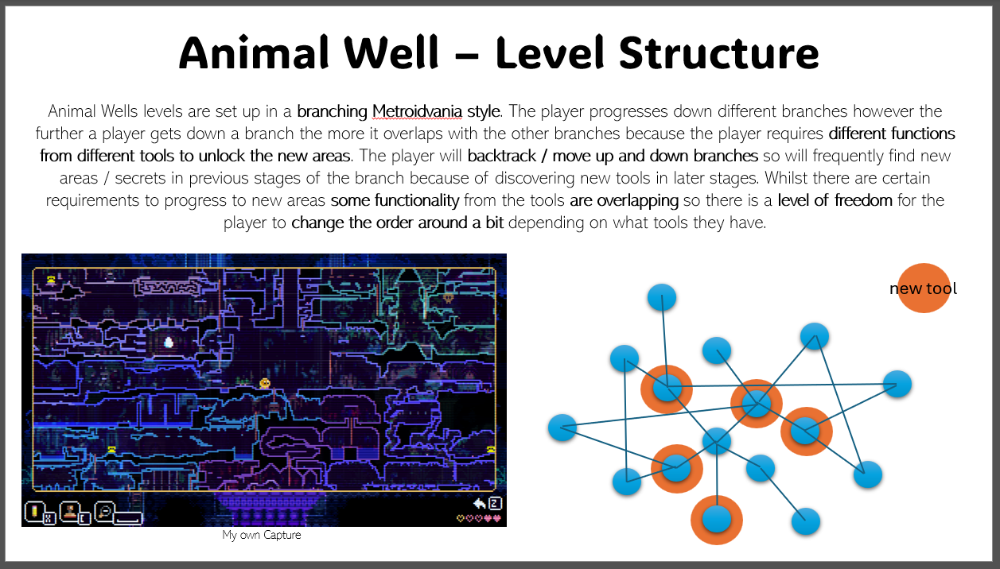 Animal Well – Level Structure
Animal Wells levels are set up in a branching Metroidvania style. The player progresses down different branches however the
further a player gets down a branch the more it overlaps with the other branches because the player requires different functions
from different tools to unlock the new areas. The player will backtrack / move up and down branches so will frequently find new
areas / secrets in previous stages of the branch because of discovering new tools in later stages. Whilst there are certain
requirements to progress to new areas some functionality from the tools are overlapping so there is a level of freedom for the
player to change the order around a bit depending on what tools they have.
new tool
Z
X
C
My own Capture